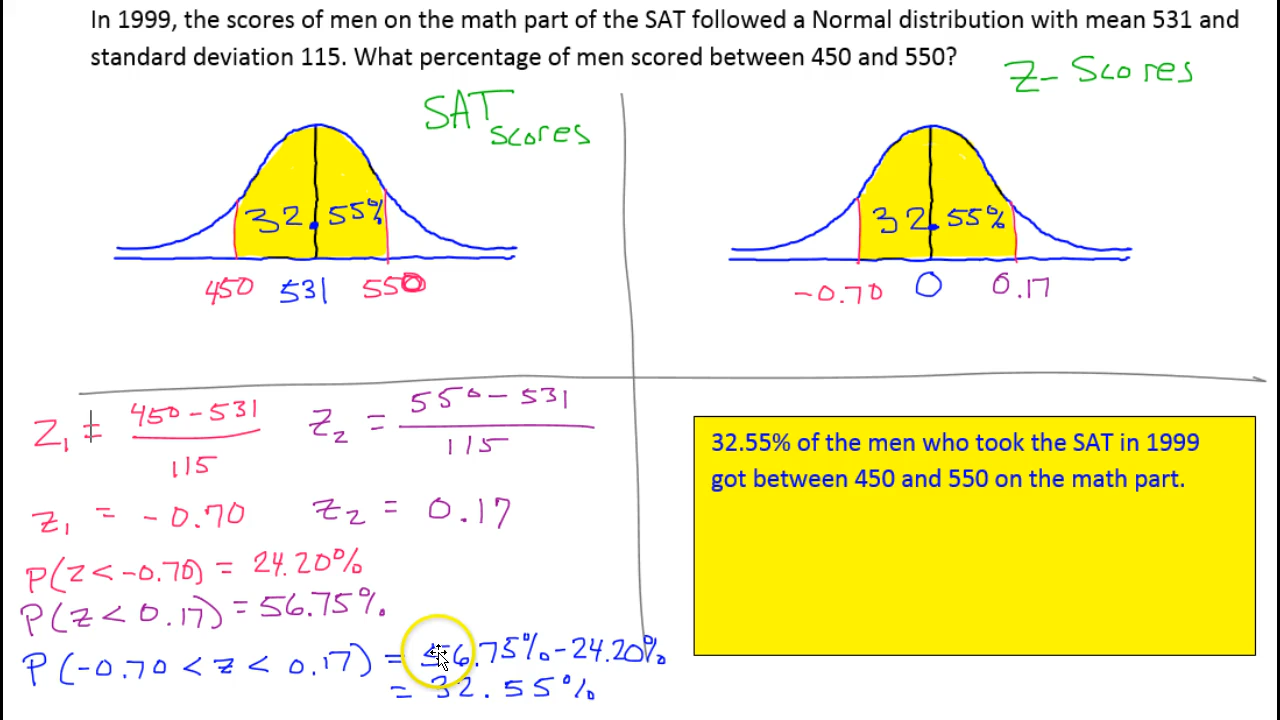 In 1999, the scores of men on the math part of the SAT followed a Normal distribution with mean 531 and
standard deviation 115. What percentage of men scored between 450 and 550?
SAT
scores
Z- Scores
32.55%
450 531 550
32.55%
-0.70 0 0.17
Z₁ = 450 - 531
115
Z₂ = 550 - 531
115
Z₁ = -0.70
Z₂ = 0.17
P(Z < -0.70) = 24.20%
P(Z < 0.17) = 56.75%
P(-0.70 < Z < 0.17) = 56.75% - 24.20%
= 32.55%
32.55% of the men who took the SAT in 1999
got between 450 and 550 on the math part.